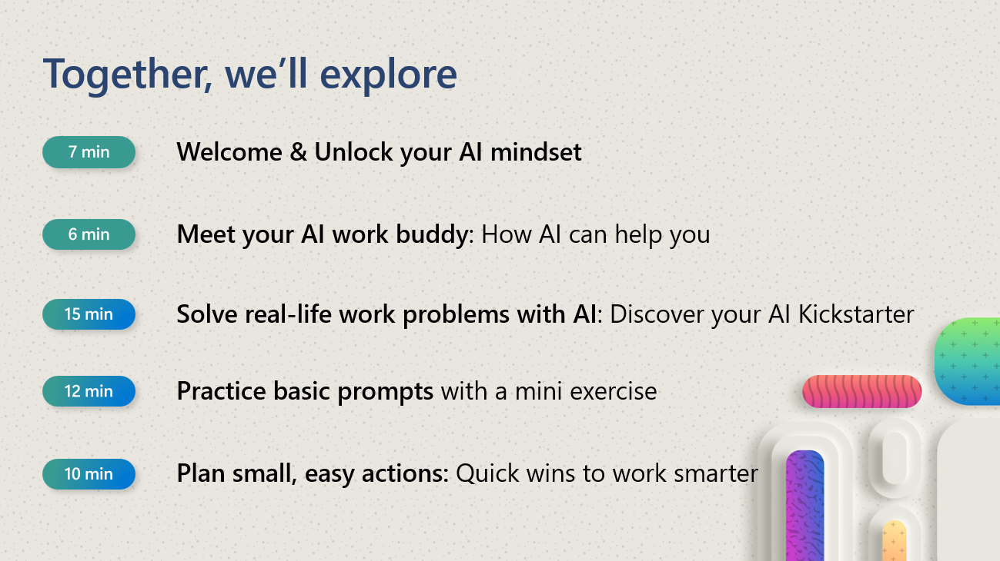 Together, we’ll explore
7 min Welcome & Unlock your AI mindset
6 min Meet your AI work buddy: How AI can help you
15 min Solve real-life work problems with AI: Discover your AI Kickstarter
12 min Practice basic prompts with a mini exercise
10 min Plan small, easy actions: Quick wins to work smarter